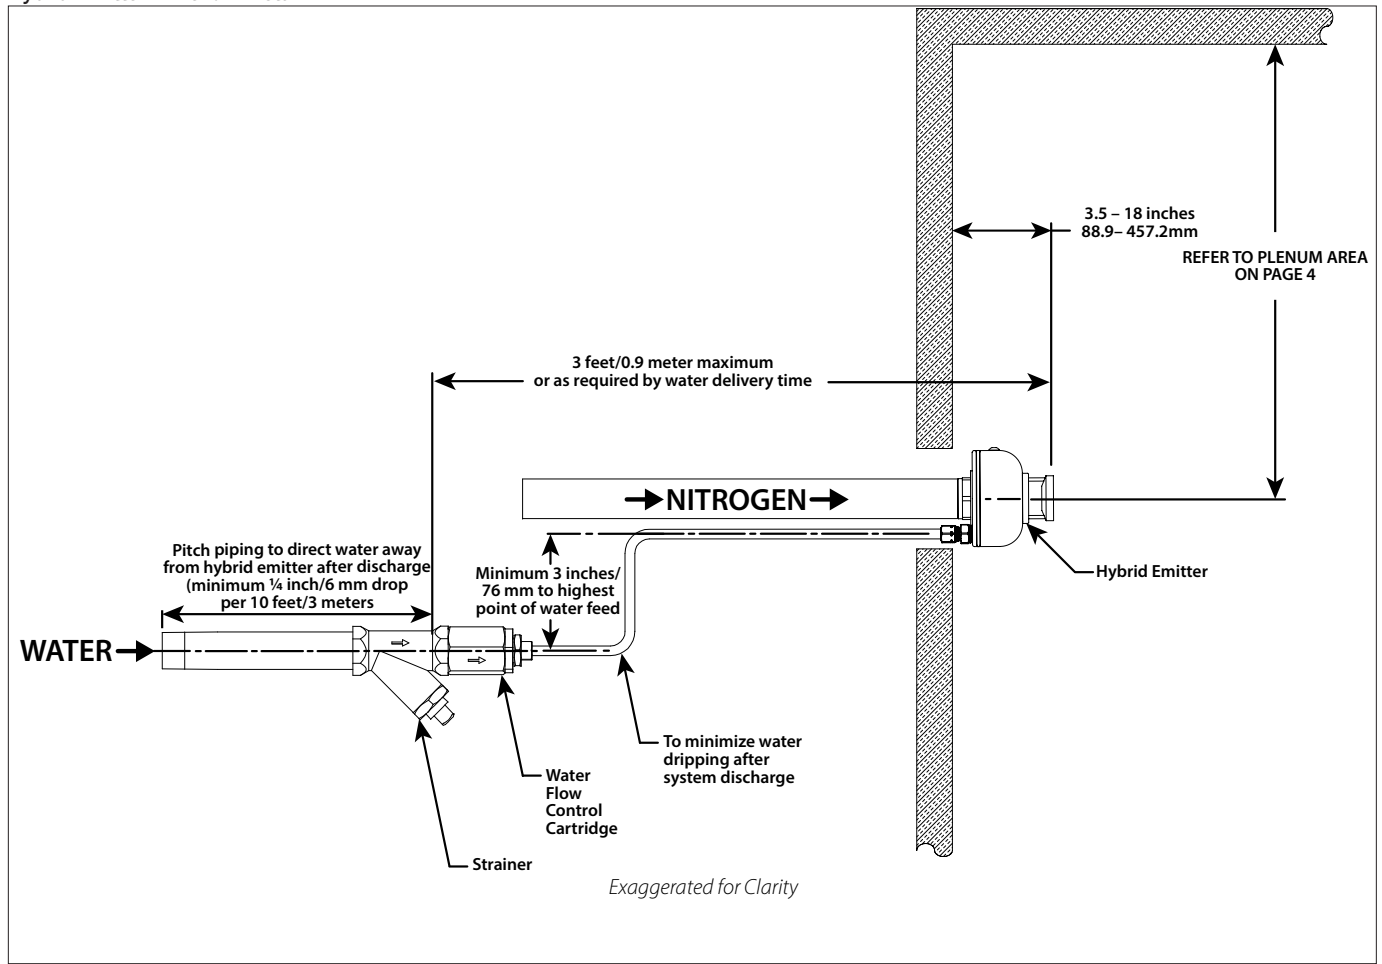 3.5 – 18 inches
88.9– 457.2mm
REFER TO PLENUM AREA
ON PAGE 4
3 feet/0.9 meter maximum
or as required by water delivery time
NITROGEN
Pitch piping to direct water away
from hybrid emitter after discharge
(minimum ¼ inch/6 mm drop
per 10 feet/3 meters
Minimum 3 inches/
76 mm to highest
point of water feed
Hybrid Emitter
WATER
To minimize water
dripping after
system discharge
Water
Flow
Control
Cartridge
Strainer
Exaggerated for Clarity